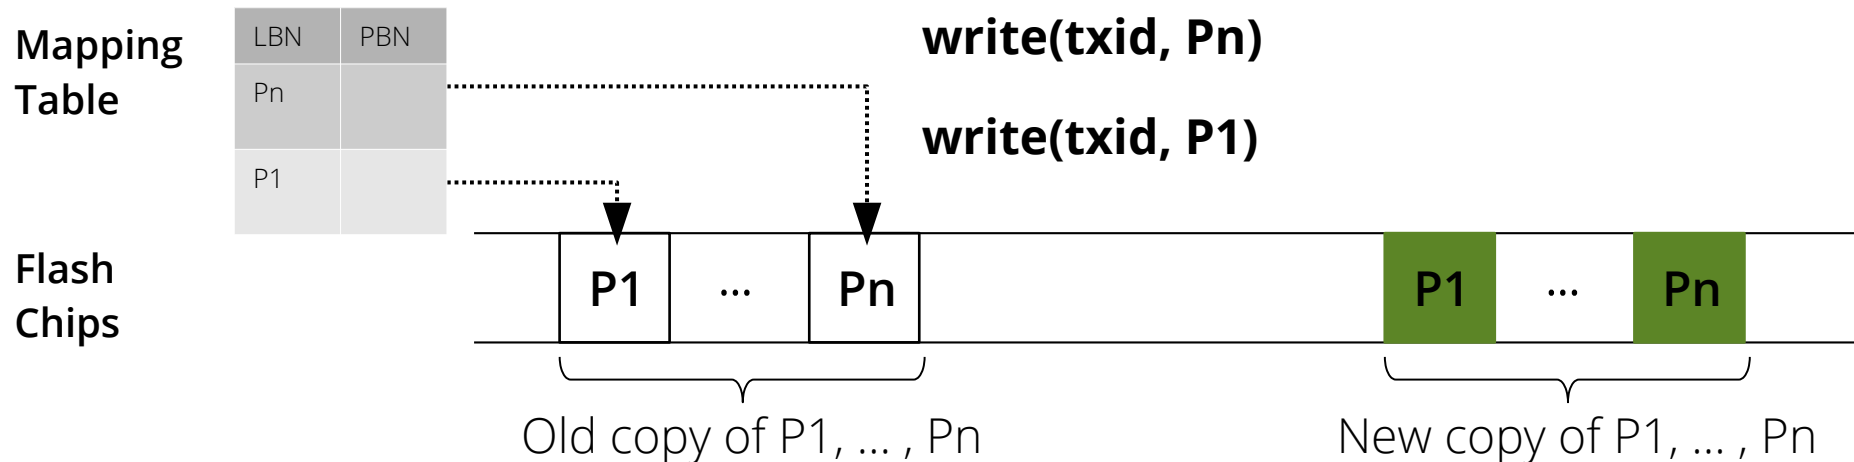 Mapping
Table
LBN PBN
Pn
P1
write(txid, Pn)
write(txid, P1)
Flash
Chips
P1 ... Pn
P1 ... Pn
Old copy of P1, ... , Pn
New copy of P1, ... , Pn